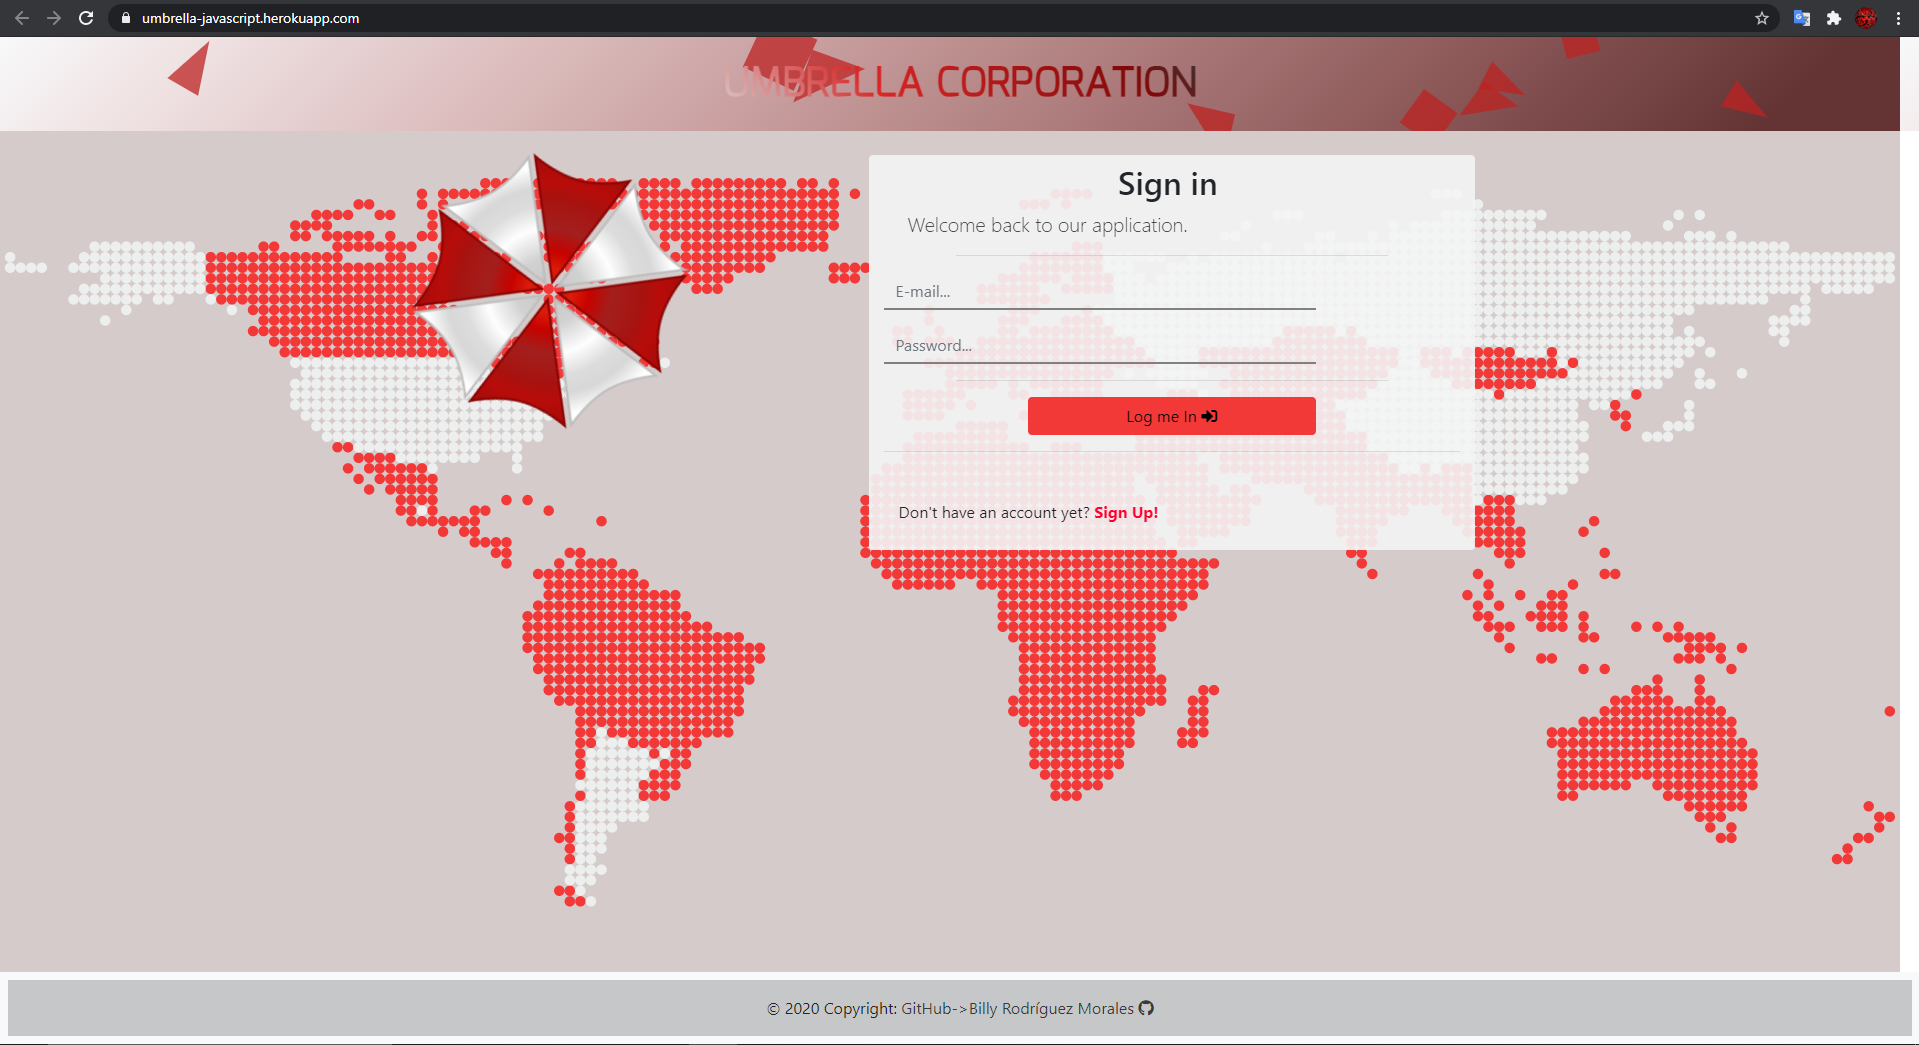 umbrella-javascript.herokuapp.com
UMBRELLA CORPORATION
Sign in
Welcome back to our application.
E-mail...
Password...
Log me In
Don't have an account yet? Sign Up!
© 2020 Copyright: GitHub->Billy Rodríguez Morales